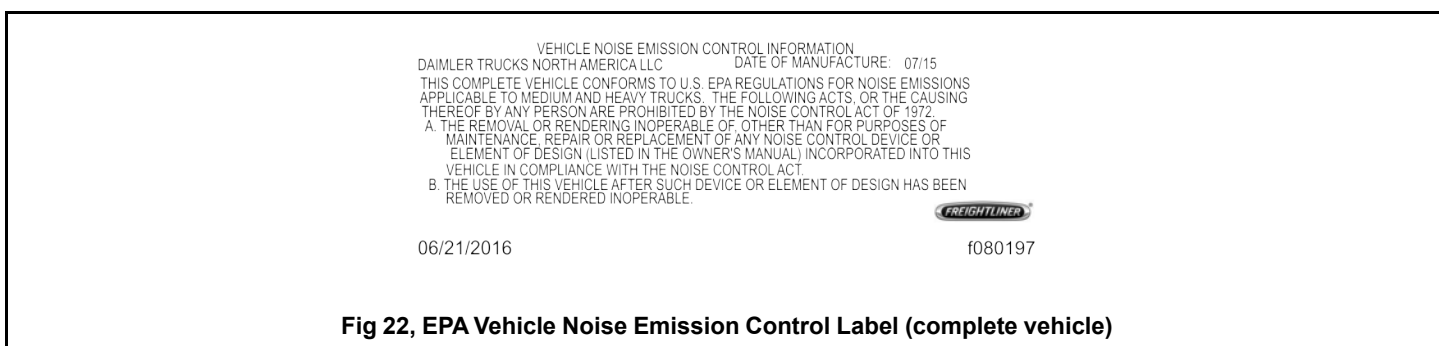 VEHICLE NOISE EMISSION CONTROL INFORMATION
DAIMLER TRUCKS NORTH AMERICA LLC DATE OF MANUFACTURE: 07/15
THIS COMPLETE VEHICLE CONFORMS TO U.S. EPA REGULATIONS FOR NOISE EMISSIONS
APPLICABLE TO MEDIUM AND HEAVY TRUCKS. THE FOLLOWING ACTS, OR THE CAUSING
THEREOF BY ANY PERSON ARE PROHIBITED BY THE NOISE CONTROL ACT OF 1972.
A. THE REMOVAL OR RENDERING INOPERABLE OF, OTHER THAN FOR PURPOSES OF
MAINTENANCE, REPAIR OR REPLACEMENT OF ANY NOISE CONTROL DEVICE OR
ELEMENT OF DESIGN (LISTED IN THE OWNER'S MANUAL) INCORPORATED INTO THIS
VEHICLE IN COMPLIANCE WITH THE NOISE CONTROL ACT.
B. THE USE OF THIS VEHICLE AFTER SUCH DEVICE OR ELEMENT OF DESIGN HAS BEEN
REMOVED OR RENDERED INOPERABLE.
FREIGHTLINER
06/21/2016 f080197
Fig 22, EPA Vehicle Noise Emission Control Label (complete vehicle)